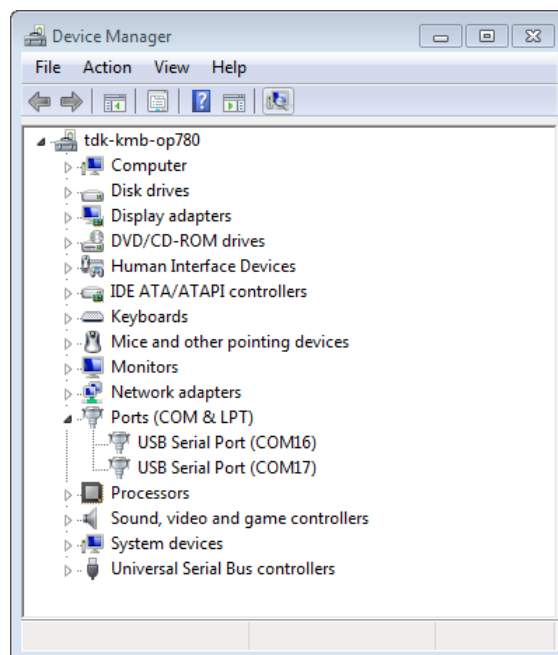 Device Manager
File Action View Help
tdk-kmb-op780
Computer
Disk drives
Display adapters
DVD/CD-ROM drives
Human Interface Devices
IDE ATA/ATAPI controllers
Keyboards
Mice and other pointing devices
Monitors
Network adapters
Ports (COM & LPT)
USB Serial Port (COM16)
USB Serial Port (COM17)
Processors
Sound, video and game controllers
System devices
Universal Serial Bus controllers